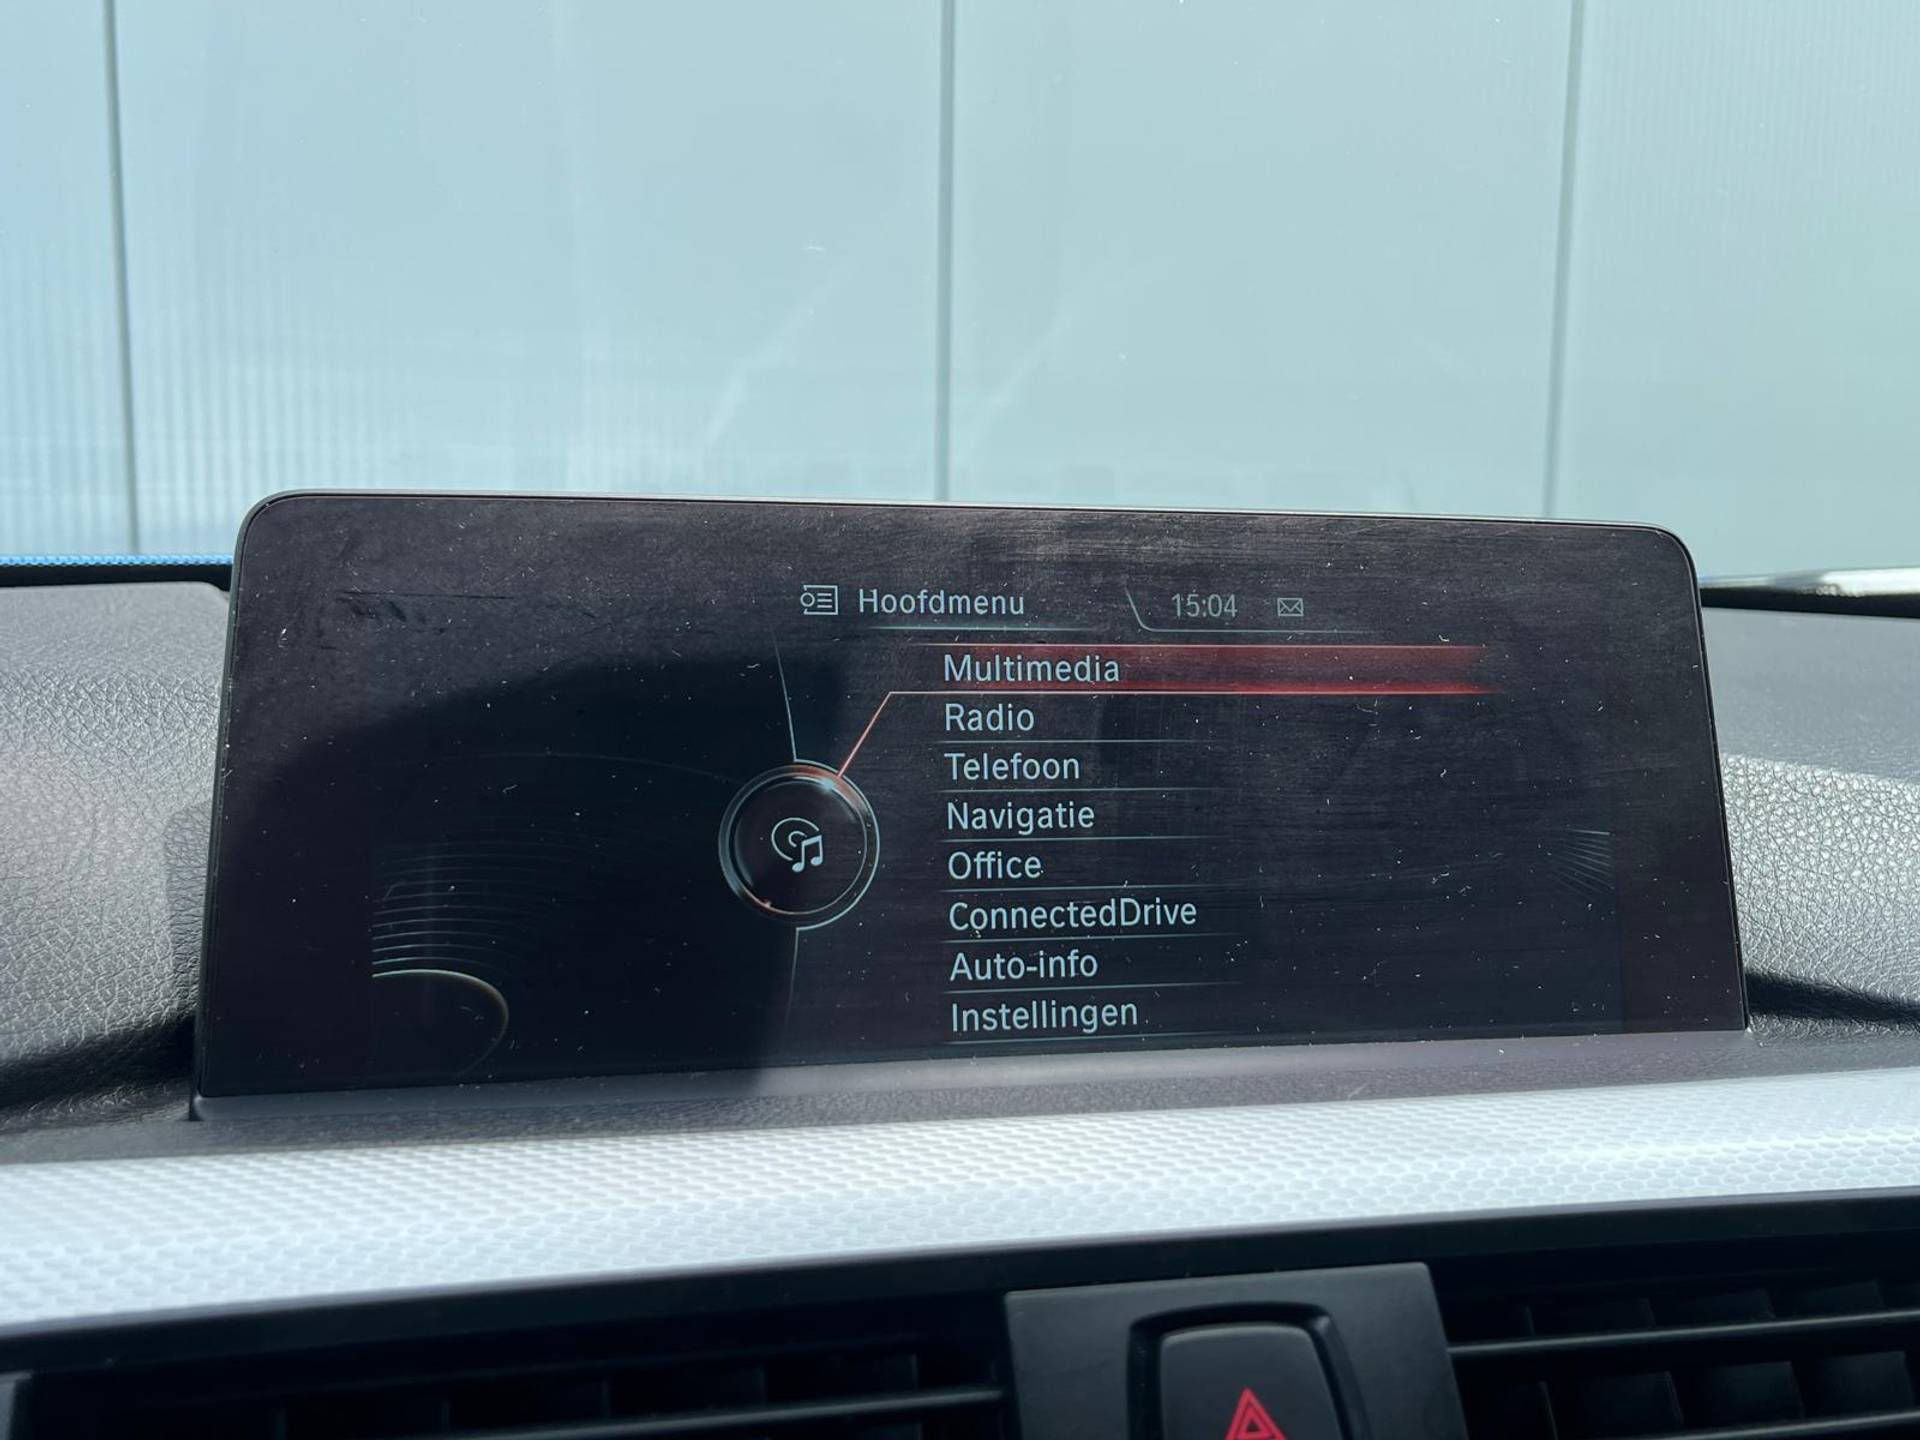 Hoofdmenu 15:04
Multimedia
Radio
Telefoon
Navigatie
Office
ConnectedDrive
Auto-info
Instellingen